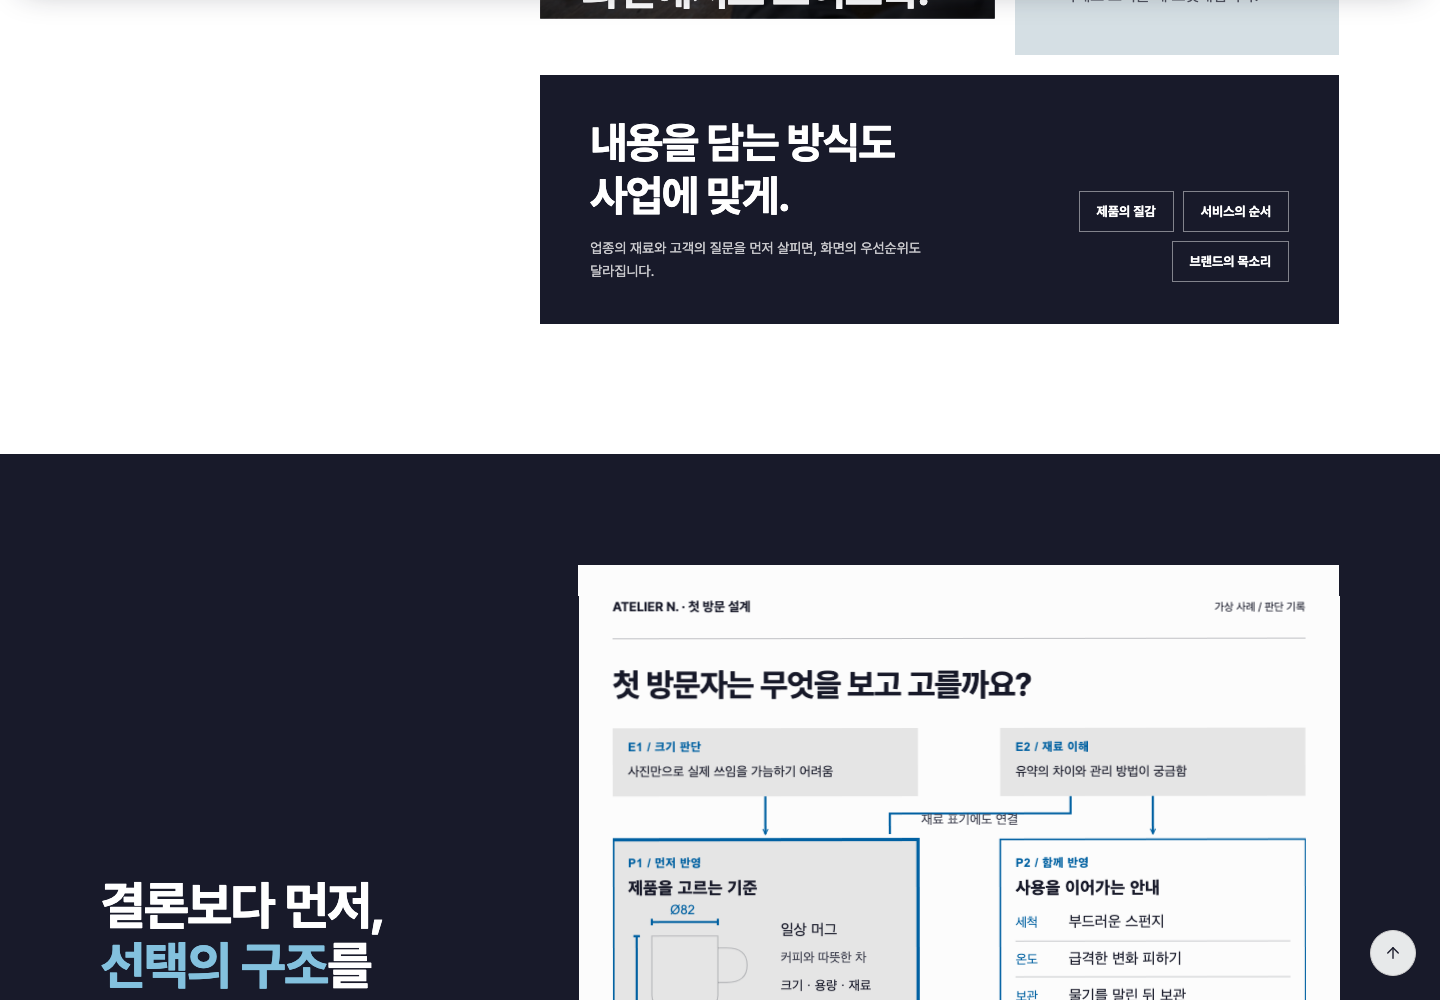 내용을 담는 방식도
사업에 맞게.
업종의 재료와 고객의 질문을 먼저 살피면, 화면의 우선순위도
달라집니다.
제품의 질감
서비스의 순서
브랜드의 목소리
ATELIER N. · 첫 방문 설계
가상 사례 / 판단 기록
첫 방문자는 무엇을 보고 고를까요?
E1 / 크기 판단
사진만으로 실제 쓰임을 가늠하기 어려움
E2 / 재료 이해
유약의 차이와 관리 방법이 궁금함
재료 표기에도 연결
P1 / 먼저 반영
제품을 고르는 기준
Ø82
일상 머그
커피와 따뜻한 차
크기 · 용량 · 재료
P2 / 함께 반영
사용을 이어가는 안내
세척 부드러운 스펀지
온도 급격한 변화 피하기
보관 물기를 말린 뒤 보관
결론보다 먼저,
선택의 구조를